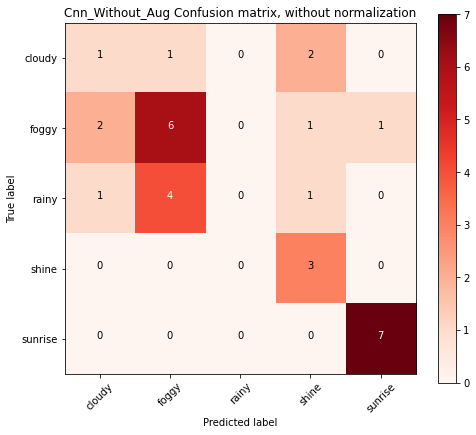 Cnn_Without_Aug Confusion matrix, without normalization
True label
cloudy 1 1 0 2 0
foggy 2 6 0 1 1
rainy 1 4 0 1 0
shine 0 0 0 3 0
sunrise 0 0 0 0 7
cloudy foggy rainy shine sunrise
Predicted label
7
6
5
4
3
2
1
0